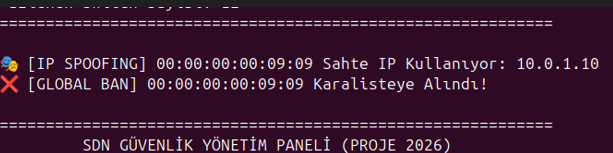 =========================================================
🎭 [IP SPOOFING] 00:00:00:00:09:09 Sahte IP Kullanıyor: 10.0.1.10
❌ [GLOBAL BAN] 00:00:00:00:09:09 Karalisteye Alındı!
=========================================================
SDN GÜVENLİK YÖNETİM PANELİ (PROJE 2026)